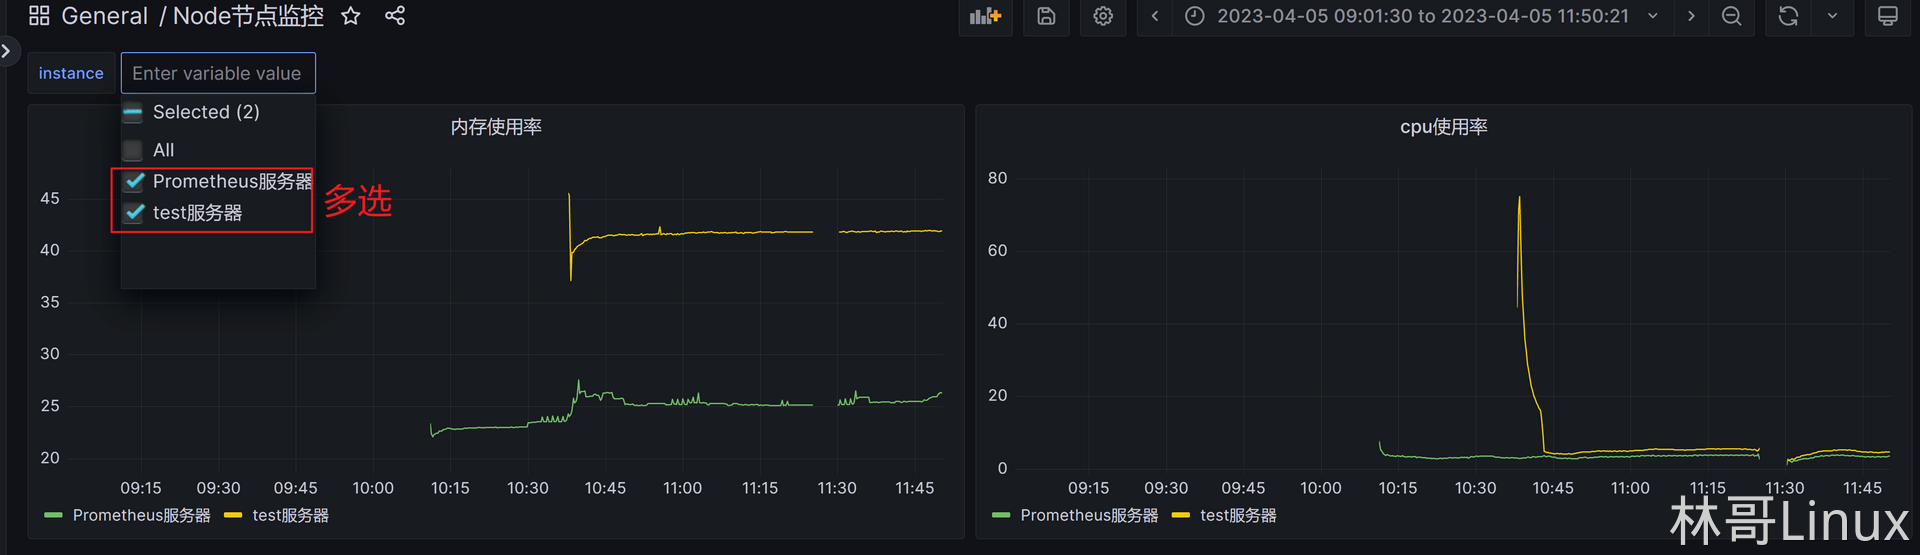 General / Node节点监控
2023-04-05 09:01:30 to 2023-04-05 11:50:21
instance
Enter variable value
Selected (2)
All
Prometheus服务器
test服务器
多选
内存使用率
45
40
35
30
25
20
09:15 09:30 09:45 10:00 10:15 10:30 10:45 11:00 11:15 11:30 11:45
Prometheus服务器 test服务器
cpu使用率
80
60
40
20
0
09:15 09:30 09:45 10:00 10:15 10:30 10:45 11:00 11:15 11:30 11:45
Prometheus服务器 test服务器
林哥Linux